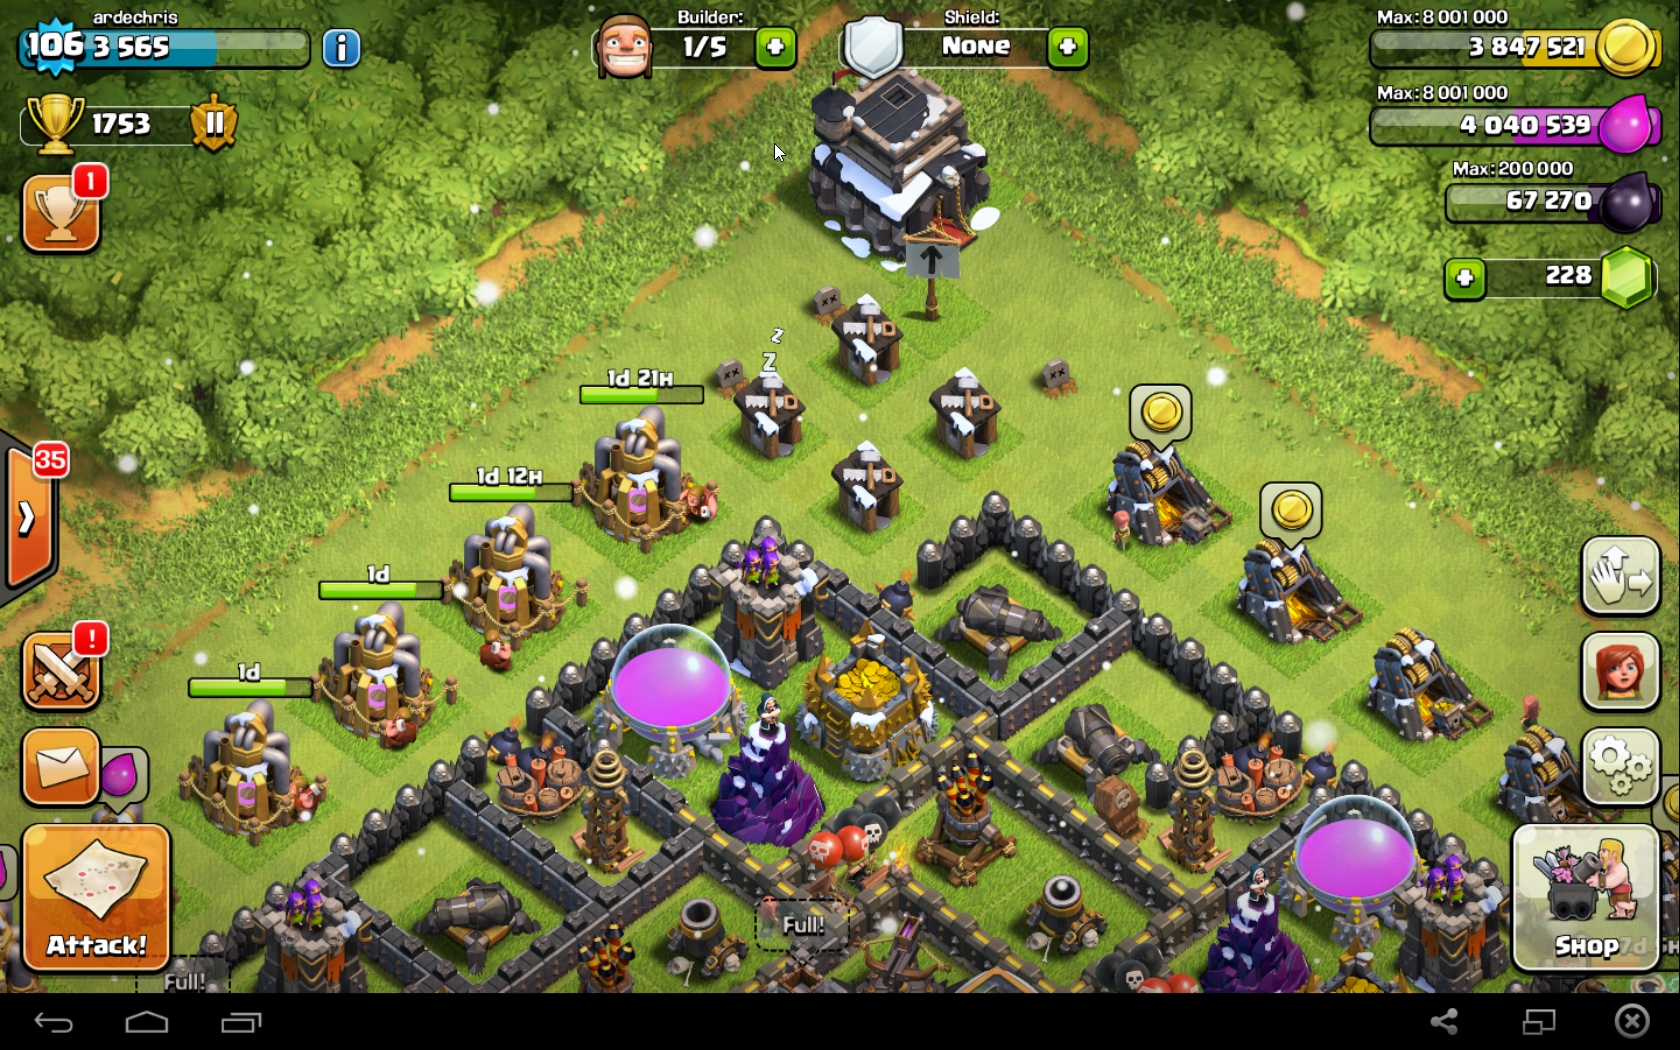 ardechris
106 3 565
i
Builder:
1/5
Shield:
None
Max: 8 001 000
3 847 521
Max: 8 001 000
4 040 539
Max: 200 000
67 270
228
1753
II
1
z
Z
1d 21H
1d 12H
1d
1d
35
!
Full!
Full!
Attack!
Shop